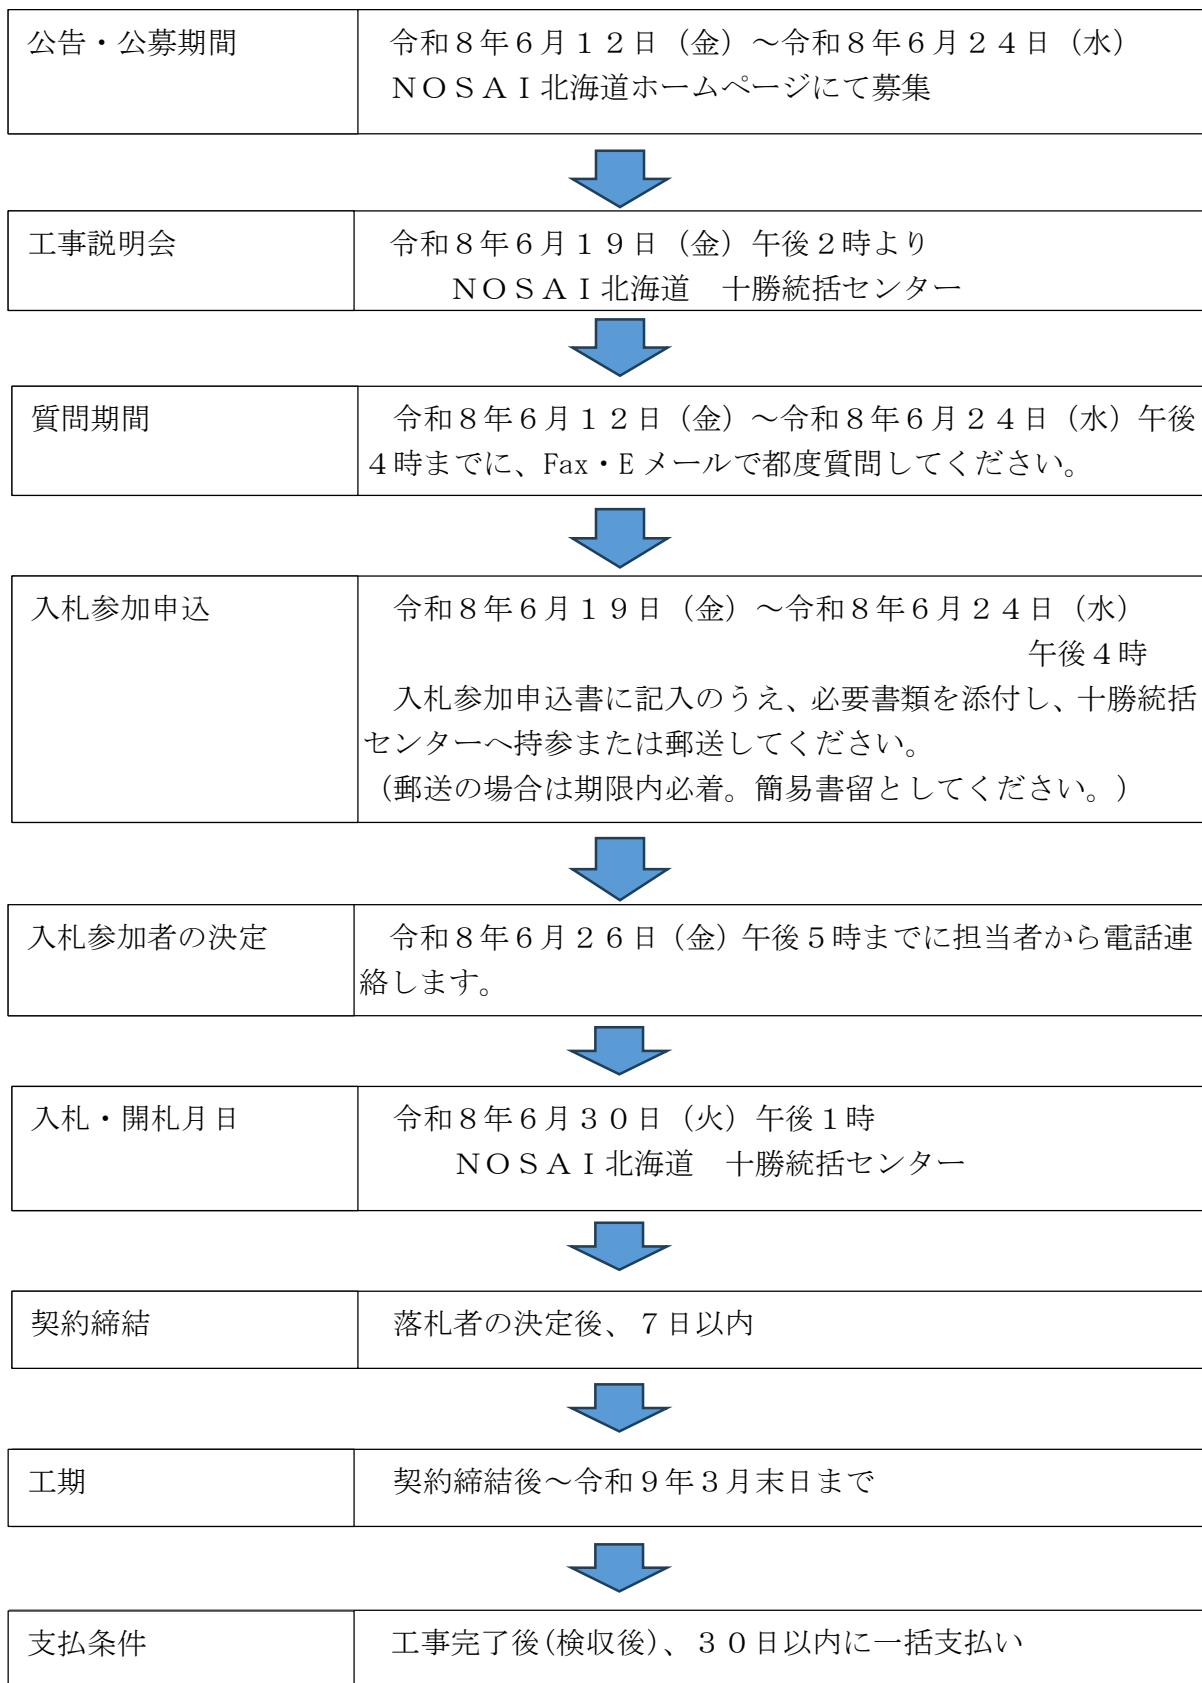 公告・公募期間
令和８年６月１２日（金）～令和８年６月２４日（水）
ＮＯＳＡＩ北海道ホームページにて募集
工事説明会
令和８年６月１９日（金）午後２時より
ＮＯＳＡＩ北海道　十勝統括センター
質問期間
令和８年６月１２日（金）～令和８年６月２４日（水）午後
４時までに、Fax・Eメールで都度質問してください。
入札参加申込
令和８年６月１９日（金）～令和８年６月２４日（水）
午後４時
入札参加申込書に記入のうえ、必要書類を添付し、十勝統括
センターへ持参または郵送してください。
（郵送の場合は期限内必着。簡易書留としてください。）
入札参加者の決定
令和８年６月２６日（金）午後５時までに担当者から電話連
絡します。
入札・開札月日
令和８年６月３０日（火）午後１時
ＮＯＳＡＩ北海道　十勝統括センター
契約締結
落札者の決定後、７日以内
工期
契約締結後～令和９年３月末日まで
支払条件
工事完了後(検収後)、３０日以内に一括支払い